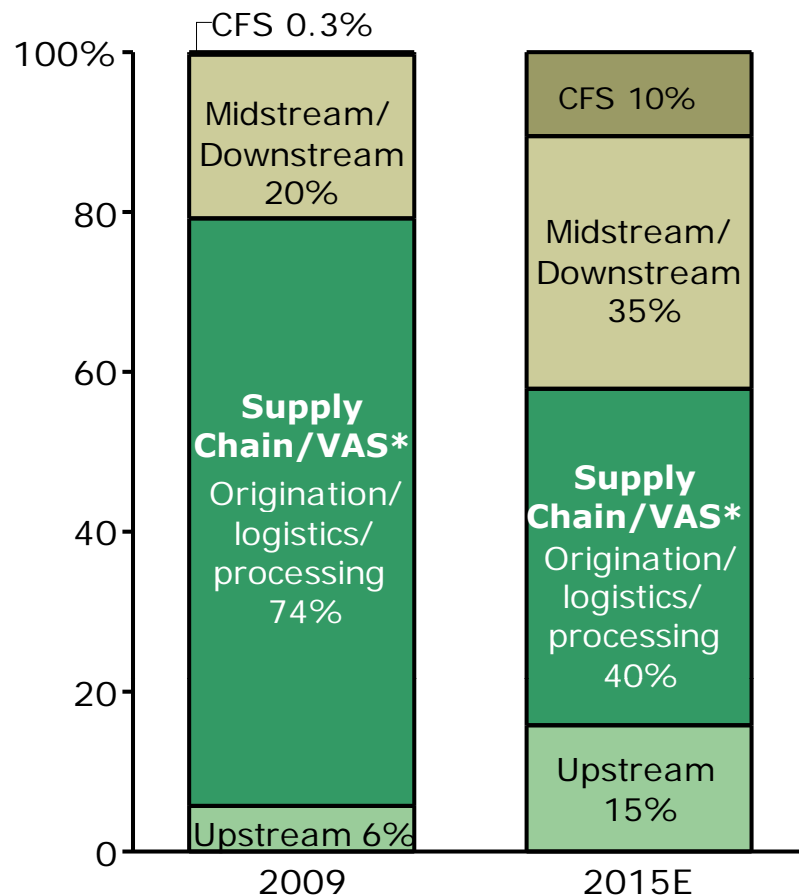 CFS 0.3%
100%
80
60
40
20
0
Midstream/
Downstream
20%
Supply
Chain/VAS*
Origination/
logistics/
processing
74%
Upstream 6%
2009
CFS 10%
Midstream/
Downstream
35%
Supply
Chain/VAS*
Origination/
logistics/
processing
40%
Upstream
15%
2015E